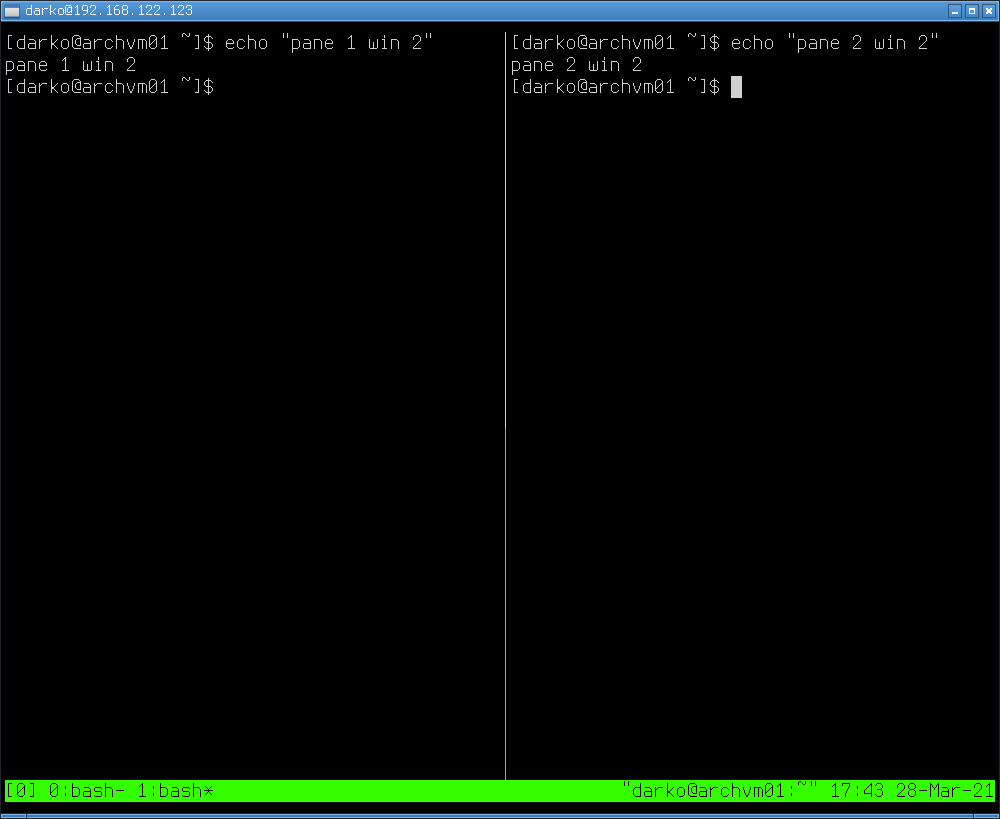 darko@192.168.122.123
[darko@archvm01 ~]$ echo "pane 1 win 2"
pane 1 win 2
[darko@archvm01 ~]$
[darko@archvm01 ~]$ echo "pane 2 win 2"
pane 2 win 2
[darko@archvm01 ~]$
[0] 0:bash- 1:bash* "darko@archvm01:~" 17:43 28-Mar-21